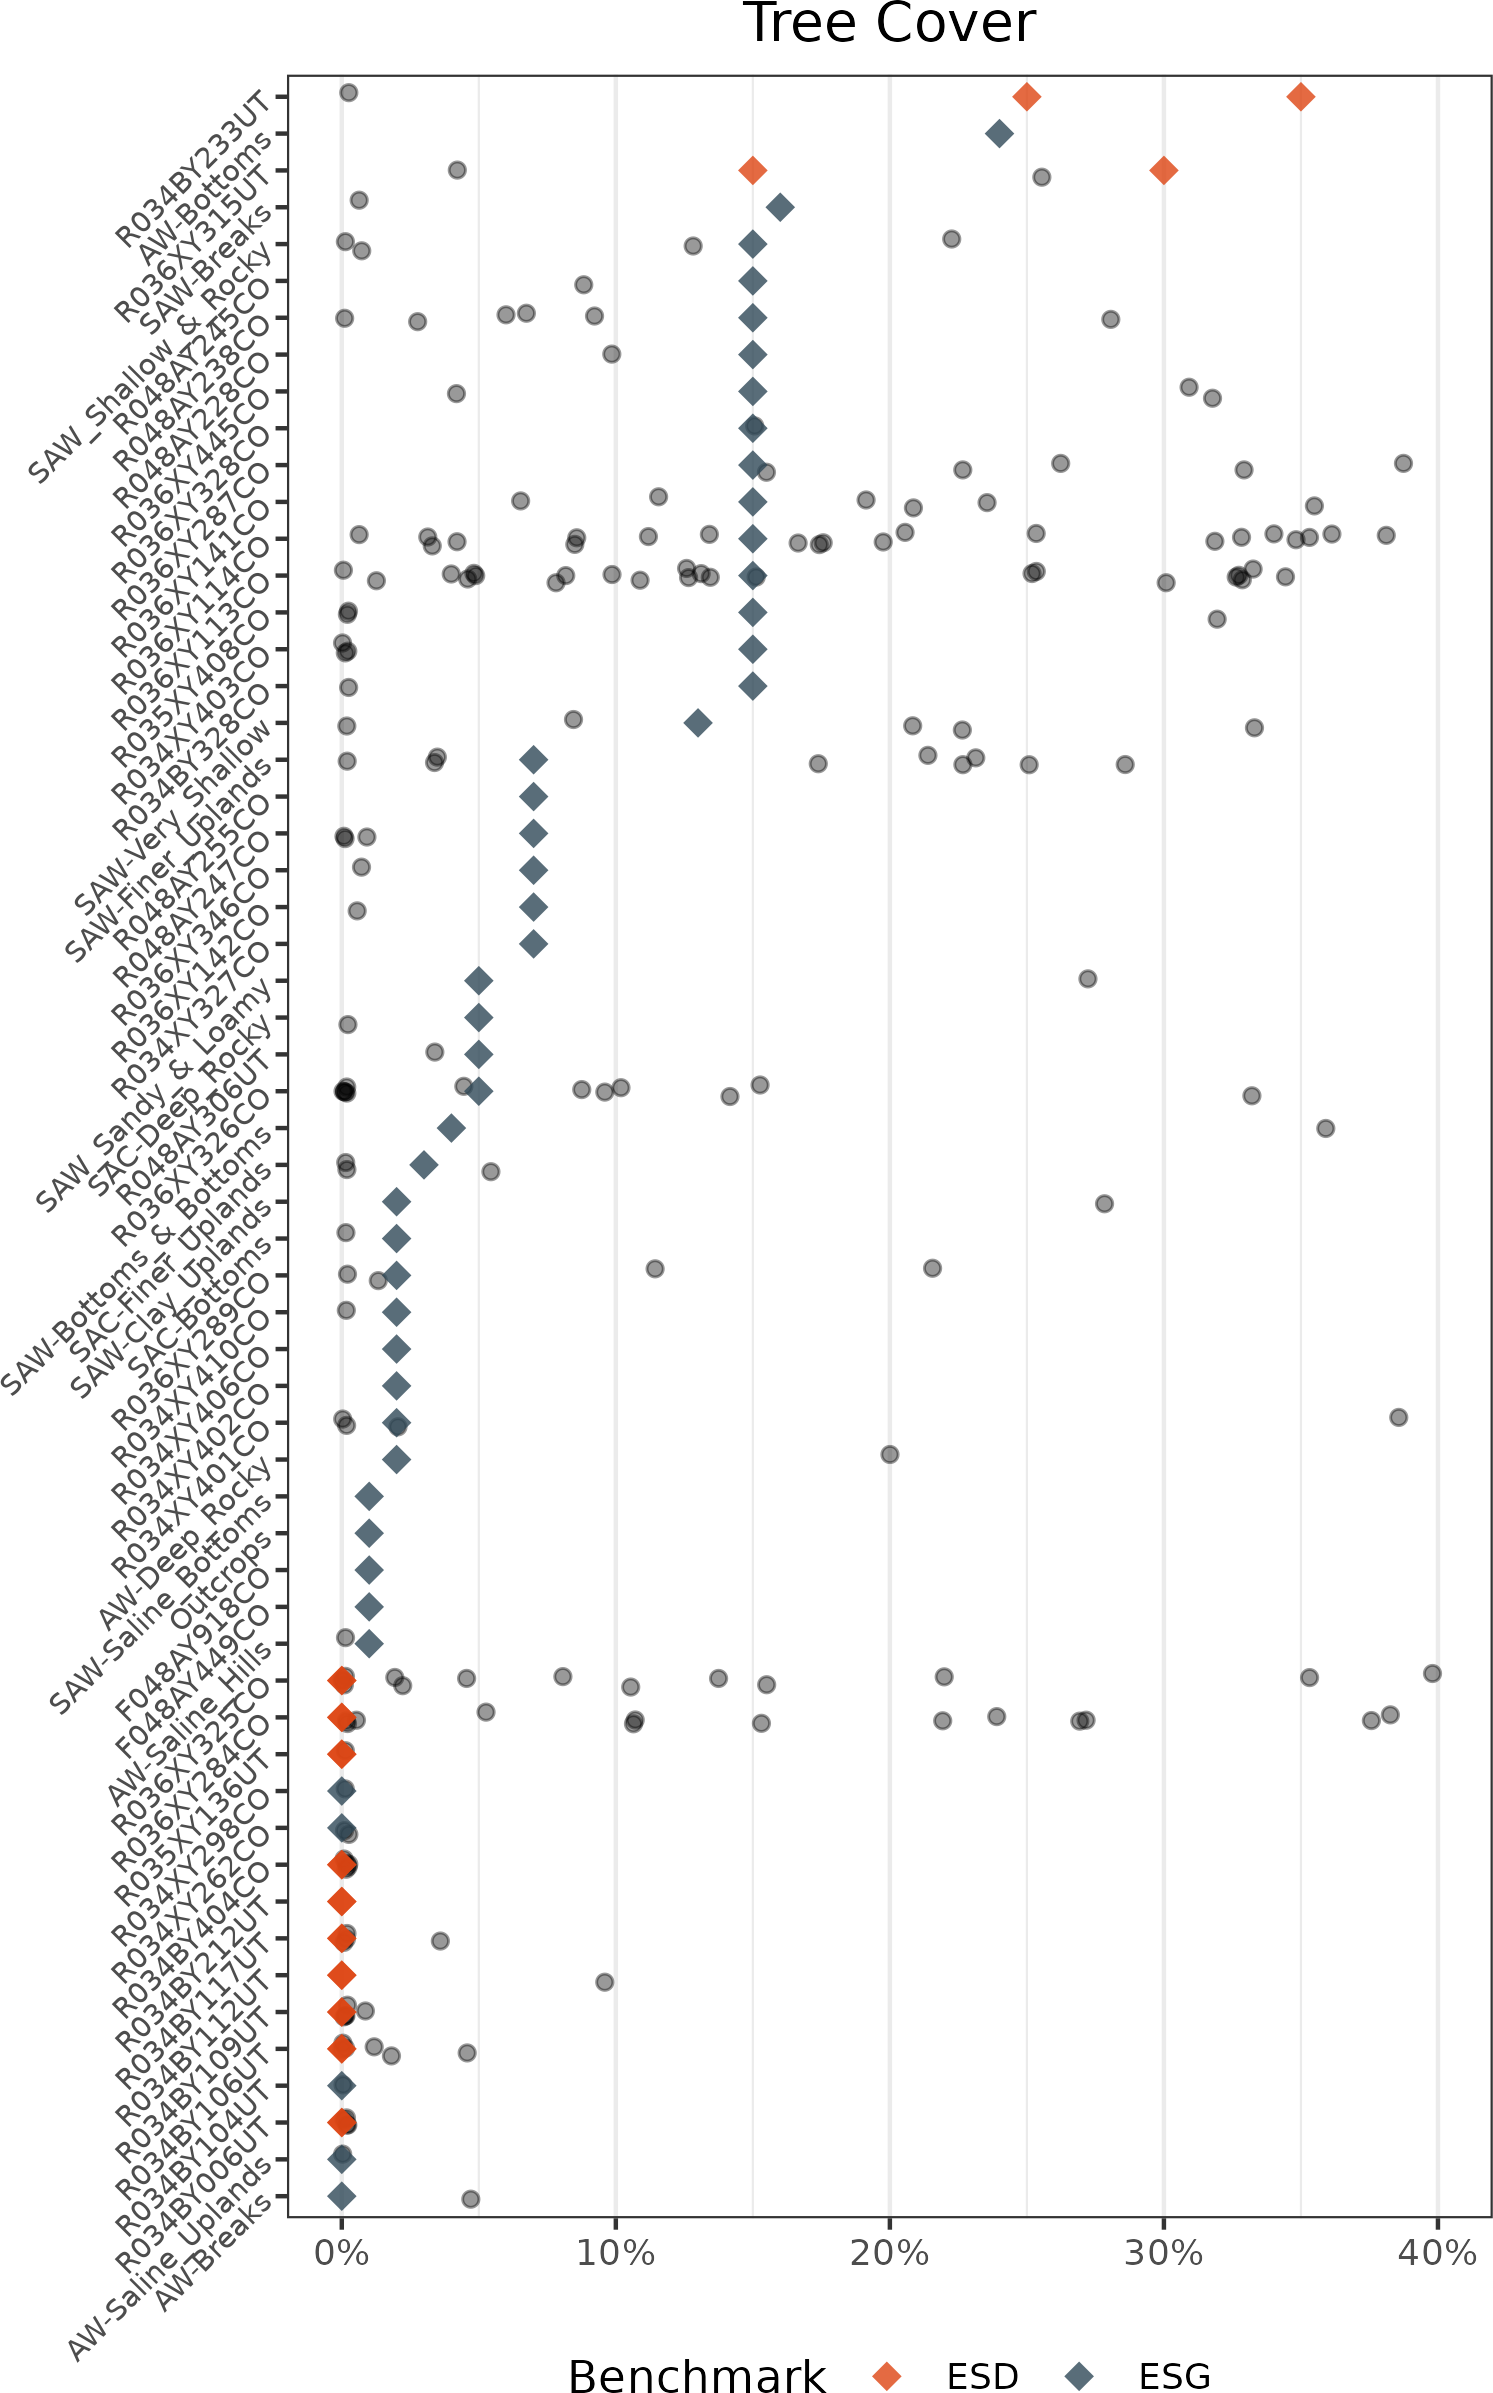 Tree Cover
R034BY233UT
AW-Bottoms
R036XY315UT
SAW-Breaks
SAW_Shallow & Rocky
R048AY245CO
R048AY238CO
R048AY228CO
R036XY445CO
R036XY328CO
R036XY287CO
R036XY141CO
R036XY114CO
R036XY113CO
R035XY408CO
R034XY403CO
R034BY328CO
SAW-Very Shallow
SAW-Finer Uplands
R048AY255CO
R048AY247CO
R036XY346CO
R036XY142CO
R034XY327CO
SAW Sandy & Loamy
SAC-Deep Rocky
R048AY306UT
R036XY326CO
SAW-Bottoms & Bottoms
SAC-Finer Uplands
SAW-Clay Uplands
SAC-Bottoms
R036XY289CO
R034XY410CO
R034XY406CO
R034XY402CO
R034XY401CO
AW-Deep Rocky
SAW-Saline Bottoms
Outcrops
F048AY918CO
F048AY449CO
AW-Saline Hills
R036XY325CO
R036XY284CO
R035XY136UT
R034XY298CO
R034XY262CO
R034BY404CO
R034BY212UT
R034BY117UT
R034BY112UT
R034BY109UT
R034BY106UT
R034BY104UT
R034BY006UT
AW-Saline Uplands
AW-Breaks
0% 10% 20% 30% 40%
Benchmark ESD ESG